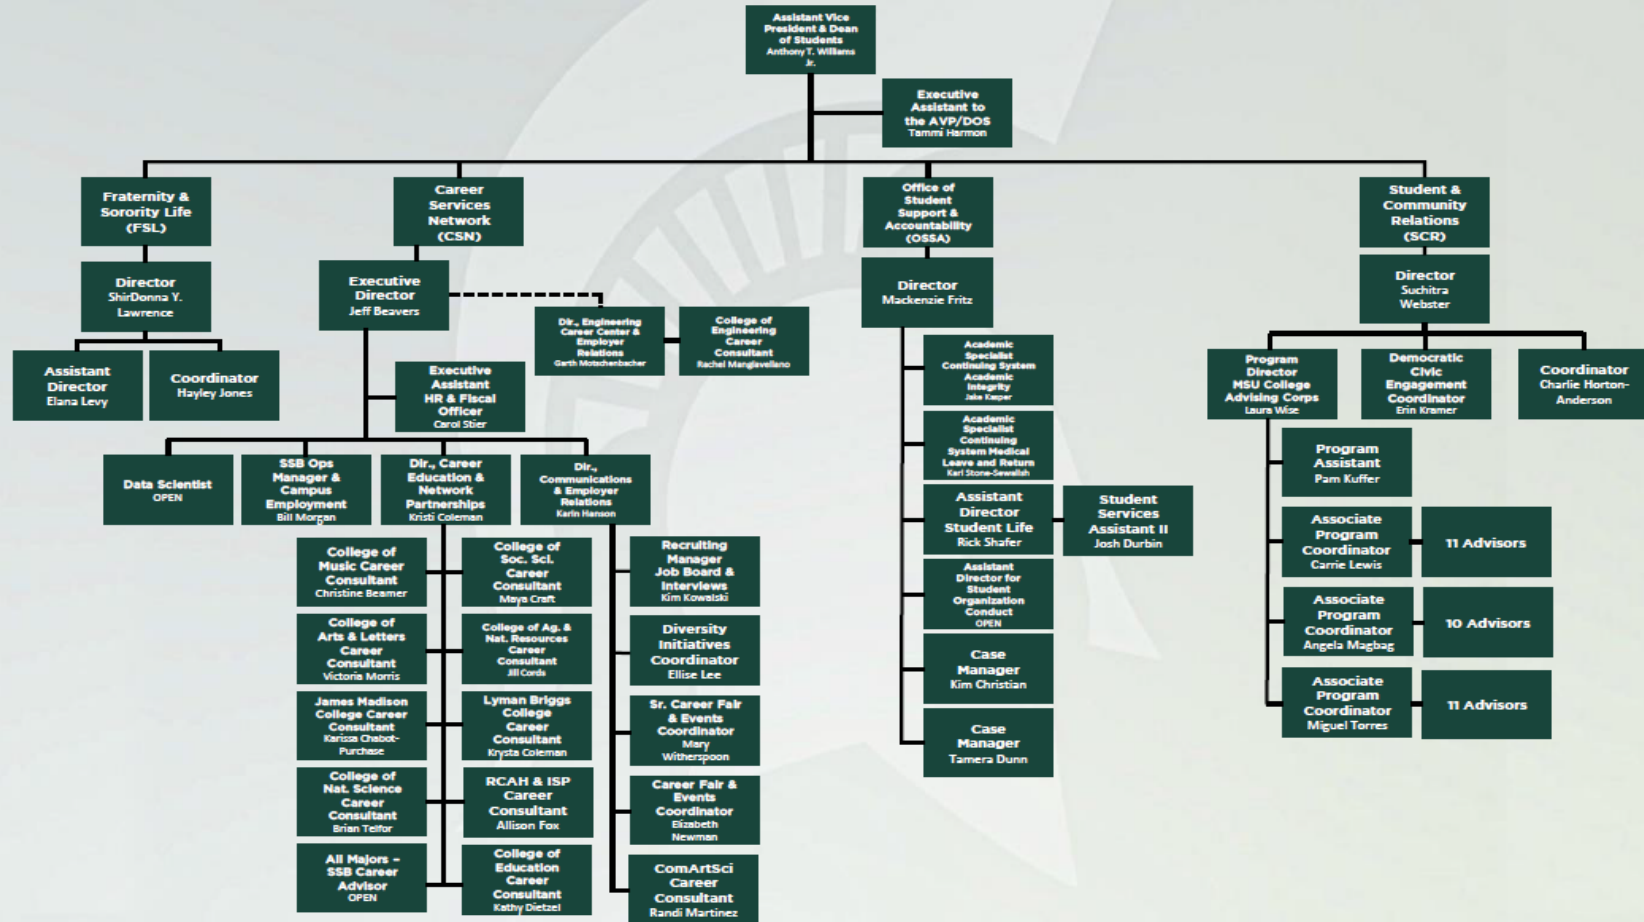 Assistant Vice
President & Dean
of Students
Anthony T. Williams
Jr.
Executive
Assistant to
the AVP/DOS
Tammi Harmon
Fraternity &
Sorority Life
(FSL)
Director
ShirDonna Y.
Lawrence
Assistant
Director
Elana Levy
Coordinator
Hayley Jones
Career
Services
Network
(CSN)
Executive
Director
Jeff Beavers
Dir., Engineering
Career Center &
Employer
Relations
Garth Motschenbacher
College of
Engineering
Career
Consultant
Rachel Manglavellano
Executive
Assistant
HR & Fiscal
Officer
Carol Stier
Data Scientist
OPEN
SSB Ops
Manager &
Campus
Employment
Bill Morgan
Dir., Career
Education &
Network
Partnerships
Kristi Coleman
Dir.,
Communications
& Employer
Relations
Karin Hanson
College of
Music Career
Consultant
Christine Beamer
College of
Soc. Sci.
Career
Consultant
Maya Craft
College of
Arts & Letters
Career
Consultant
Victoria Morris
College of Ag. &
Nat. Resources
Career
Consultant
Jill Cords
James Madison
College Career
Consultant
Karissa Chabot-
Purchase
Lyman Briggs
College
Career
Consultant
Krysta Coleman
College of
Nat. Science
Career
Consultant
Brian Telfor
RCAH & ISP
Career
Consultant
Allison Fox
All Majors –
SSB Career
Advisor
OPEN
College of
Education
Career
Consultant
Kathy Dietzel
Recruiting
Manager
Job Board &
Interviews
Kim Kowalski
Diversity
Initiatives
Coordinator
Ellise Lee
Sr. Career Fair
& Events
Coordinator
Mary
Witherspoon
Career Fair &
Events
Coordinator
Elizabeth
Newman
ComArtSci
Career
Consultant
Randi Martinez
Office of
Student
Support &
Accountability
(OSSA)
Director
Mackenzie Fritz
Academic
Specialist
Continuing System
Academic
Integrity
Jake Kasper
Academic
Specialist
Continuing
System Medical
Leave and Return
Kari Stone-Sewalish
Assistant
Director
Student Life
Rick Shafer
Student
Services
Assistant II
Josh Durbin
Assistant
Director for
Student
Organization
Conduct
OPEN
Case
Manager
Kim Christian
Case
Manager
Tamera Dunn
Student &
Community
Relations
(SCR)
Director
Suchitra
Webster
Program
Director
MSU College
Advising Corps
Laura Wise
Democratic
Civic
Engagement
Coordinator
Erin Kramer
Coordinator
Charlie Horton-
Anderson
Program
Assistant
Pam Kuffer
Associate
Program
Coordinator
Carrie Lewis
11 Advisors
Associate
Program
Coordinator
Angela Magbag
10 Advisors
Associate
Program
Coordinator
Miguel Torres
11 Advisors